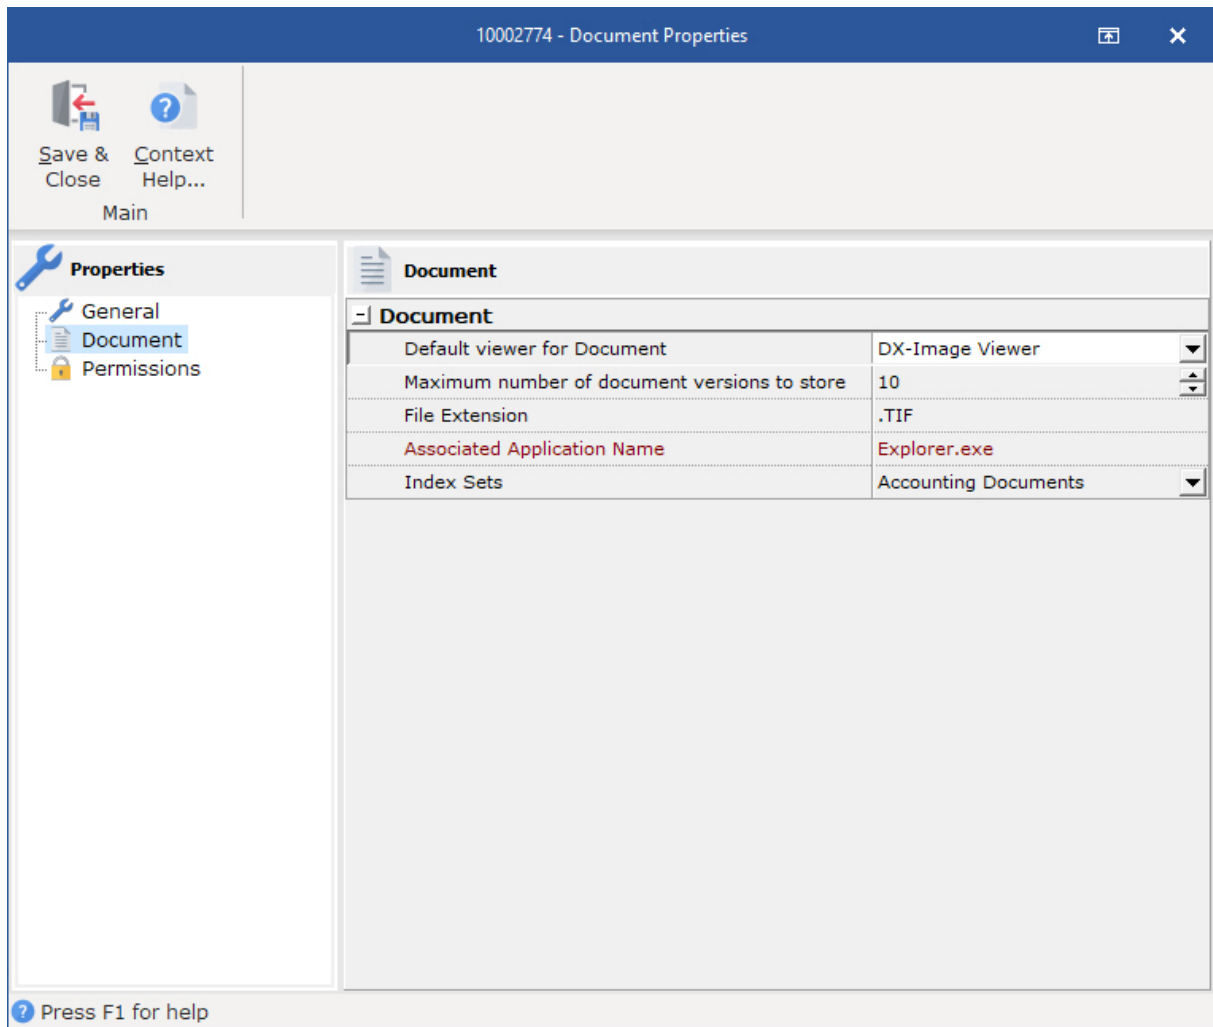 10002774 - Document Properties
Save & Close
Context Help...
Main
Properties
General
Document
Permissions
Document
Document
Default viewer for Document DX-Image Viewer
Maximum number of document versions to store 10
File Extension .TIF
Associated Application Name Explorer.exe
Index Sets Accounting Documents
Press F1 for help